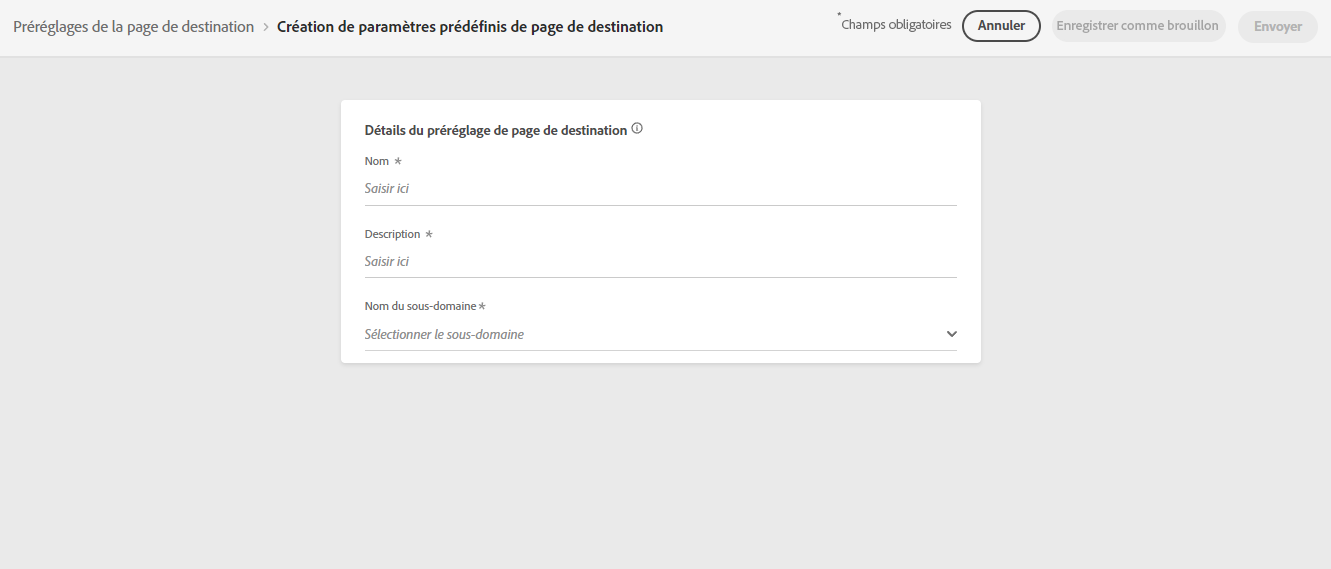 Préréglages de la page de destination > Création de paramètres prédéfinis de page de destination
*Champs obligatoires
Annuler
Enregistrer comme brouillon
Envoyer
Détails du préréglage de page de destination
Nom *
Saisir ici
Description *
Saisir ici
Nom du sous-domaine *
Sélectionner le sous-domaine